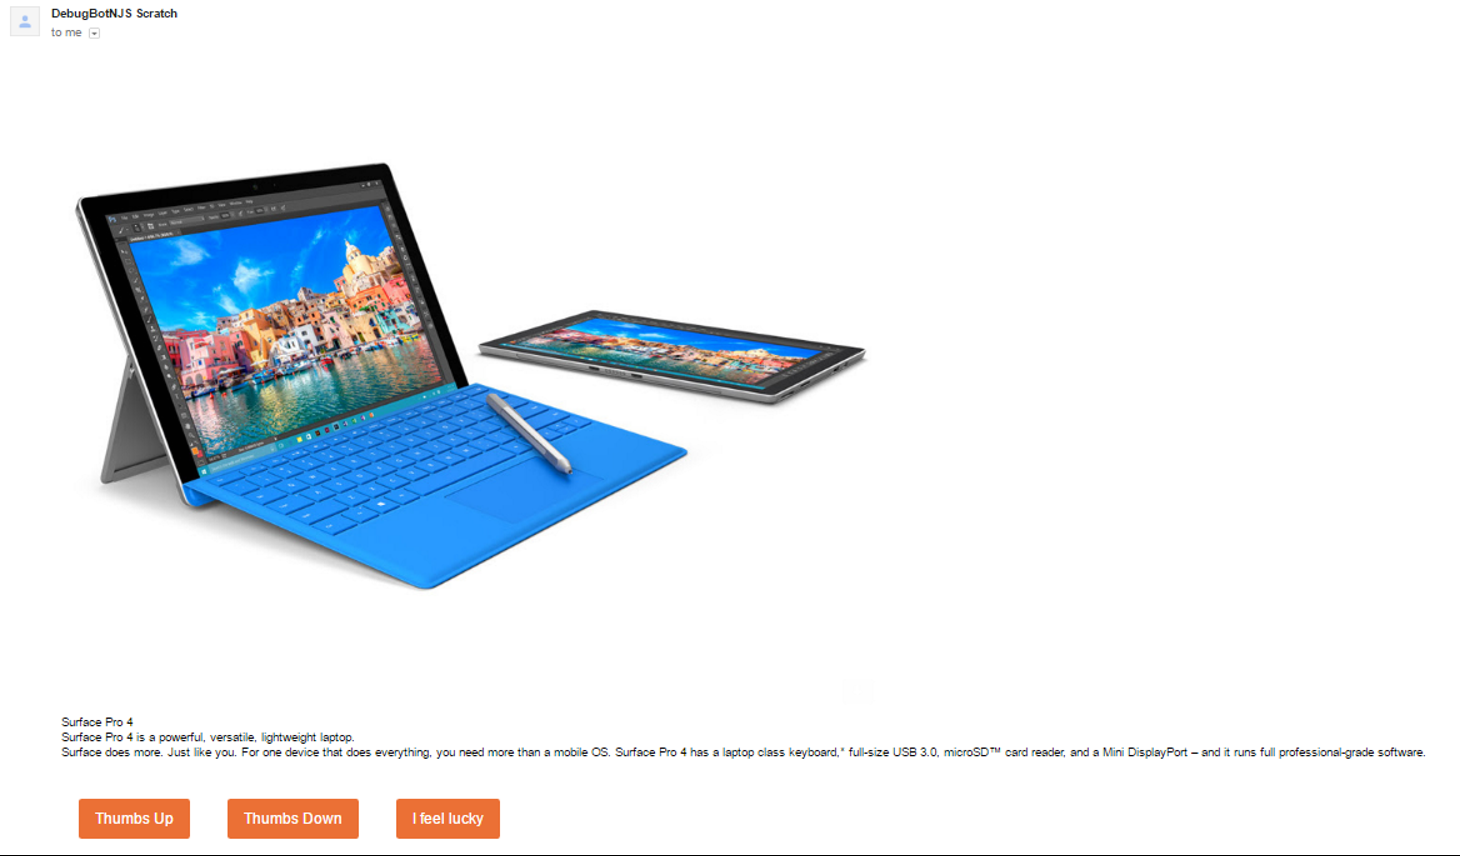 DebugBotNJS Scratch
to me
Surface Pro 4
Surface Pro 4 is a powerful, versatile, lightweight laptop.
Surface does more. Just like you. For one device that does everything, you need more than a mobile OS. Surface Pro 4 has a laptop class keyboard,* full-size USB 3.0, microSD™ card reader, and a Mini DisplayPort – and it runs full professional-grade software.
Thumbs Up Thumbs Down I feel lucky